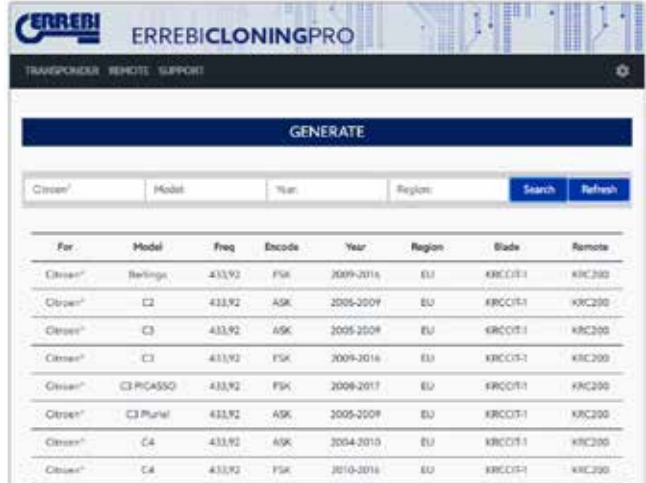 ERREBI
ERREBICLONINGPRO
TRANSPONDER REMOTE SUPPORT
GENERATE
Citroen* Model: Year: Region: Search Refresh
For Model Freq Encode Year Region Blade Remote
Citroen* Berlingo 433,92 FSK 2009-2016 EU KRCCIT-1 KRC200
Citroen* C2 433,92 ASK 2005-2009 EU KRCCIT-1 KRC200
Citroen* C3 433,92 ASK 2005-2009 EU KRCCIT-1 KRC200
Citroen* C3 433,92 FSK 2009-2016 EU KRCCIT-1 KRC200
Citroen* C3 PICASSO 433,92 FSK 2008-2017 EU KRCCIT-1 KRC200
Citroen* C3 Pluriel 433,92 ASK 2005-2009 EU KRCCIT-1 KRC200
Citroen* C4 433,92 ASK 2004-2010 EU KRCCIT-1 KRC200
Citroen* C4 433,92 FSK 2010-2016 EU KRCCIT-1 KRC200